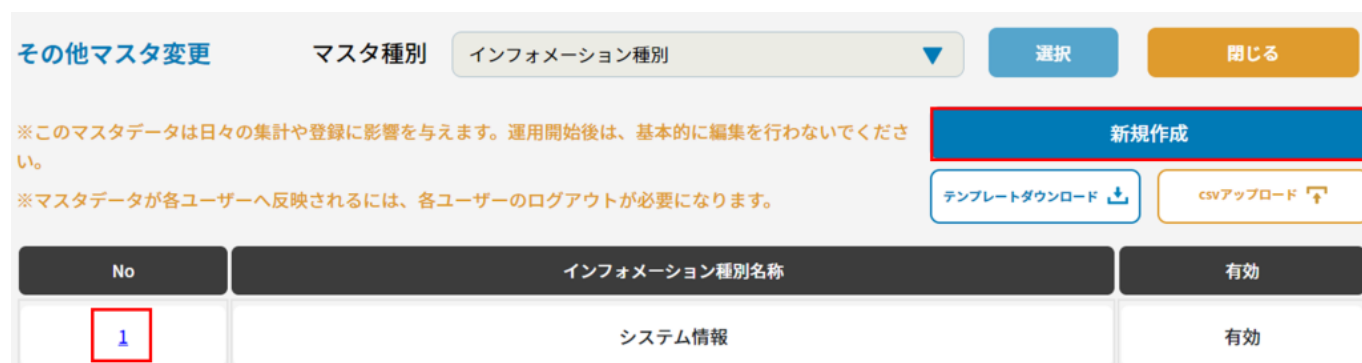 その他マスタ変更 マスタ種別 インフォメーション種別 選択 閉じる
※このマスタデータは日々の集計や登録に影響を与えます。運用開始後は、基本的に編集を行わないでくださ
い。
新規作成
※マスタデータが各ユーザーへ反映されるには、各ユーザーのログアウトが必要になります。
テンプレートダウンロード csvアップロード
No インフォメーション種別名称 有効
1 システム情報 有効